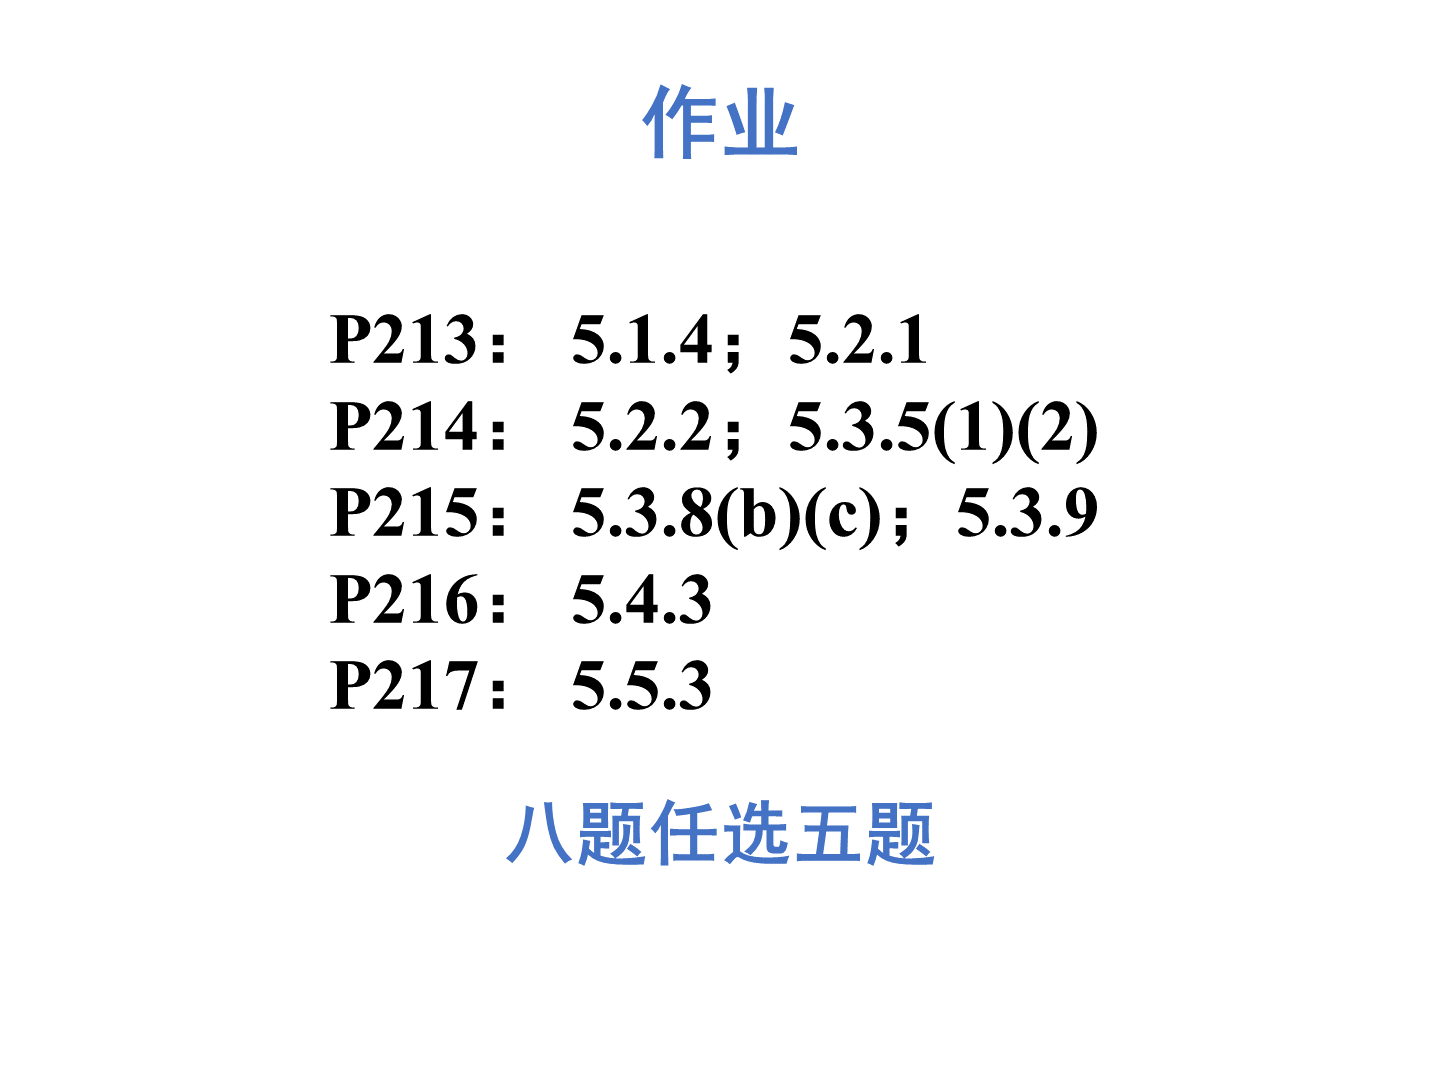 作业
P213： 5.1.4；5.2.1
P214： 5.2.2；5.3.5(1)(2)
P215： 5.3.8(b)(c)；5.3.9
P216： 5.4.3
P217： 5.5.3
八题任选五题